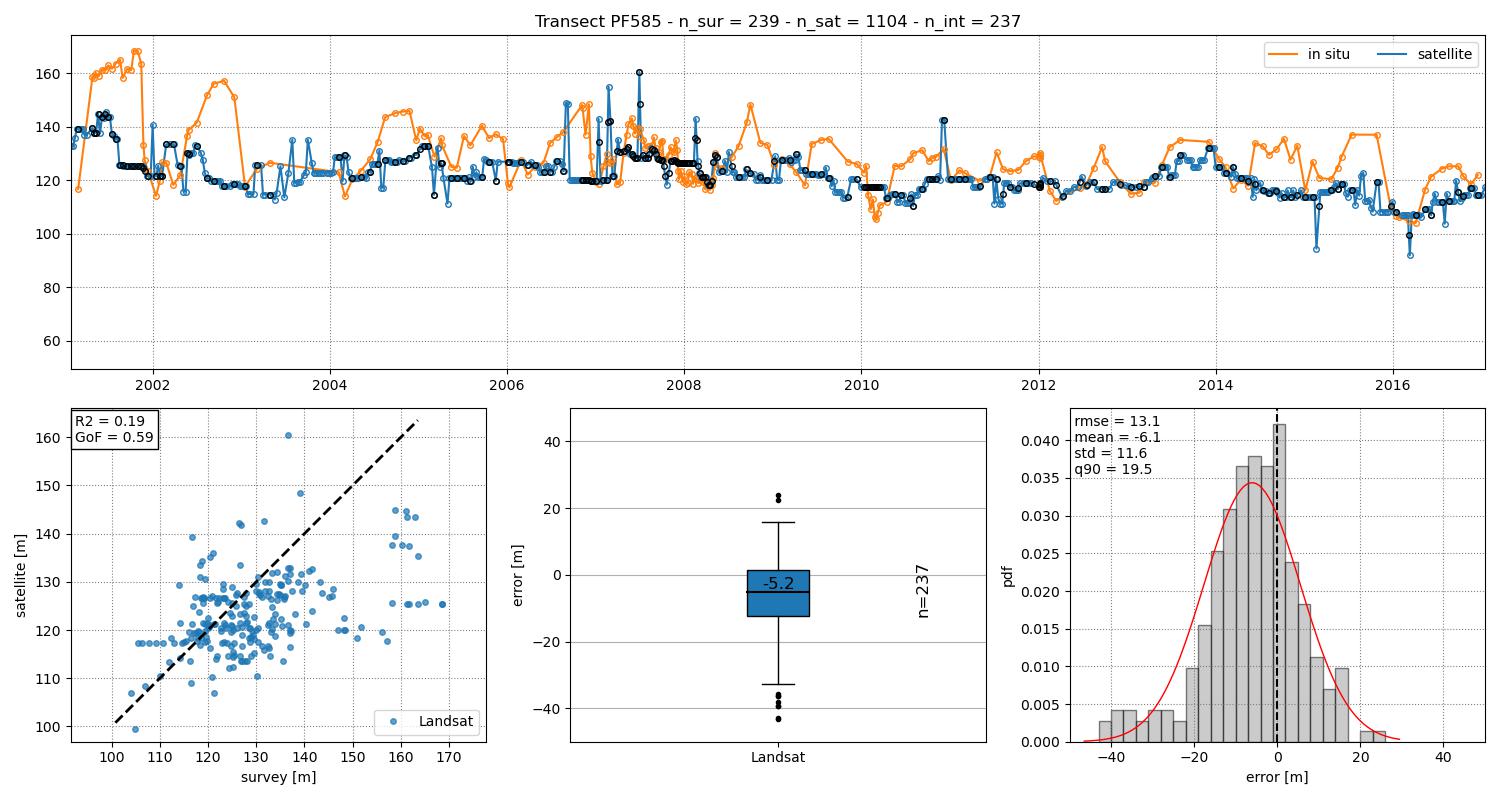 Transect PF585 - n_sur = 239 - n_sat = 1104 - n_int = 237
in situ
satellite
160
140
120
100
80
60
2002
2004
2006
2008
2010
2012
2014
2016
R2 = 0.19
GoF = 0.59
160
150
140
130
120
110
100
satellite [m]
Landsat
100
110
120
130
140
150
160
170
survey [m]
40
20
0
−20
−40
error [m]
-5.2
n=237
Landsat
rmse = 13.1
mean = -6.1
std = 11.6
q90 = 19.5
0.040
0.035
0.030
0.025
0.020
0.015
0.010
0.005
0.000
pdf
−40
−20
0
20
40
error [m]